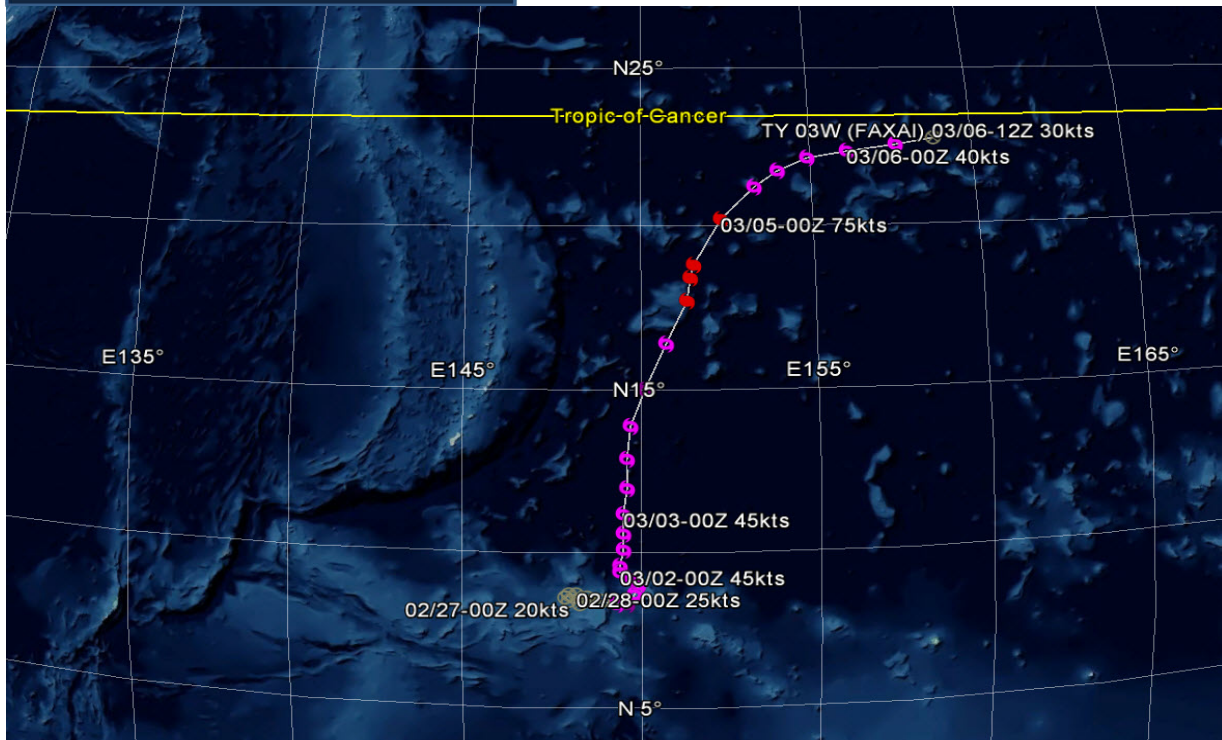 N25°
Tropic of Cancer
TY 03W (FAXAI) 03/06-12Z 30kts
03/06-00Z 40kts
03/05-00Z 75kts
E135°
E145°
N15°
E155°
E165°
03/03-00Z 45kts
03/02-00Z 45kts
02/27-00Z 20kts
02/28-00Z 25kts
N 5°